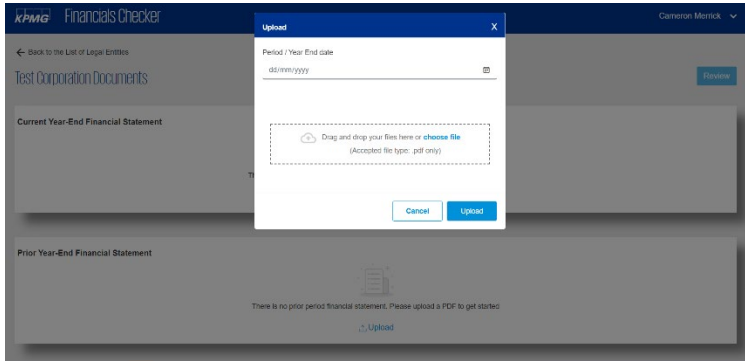 KPMG Financials Checker
Cameron Merrick
← Back to the List of Legal Entities
Test Corporation Documents
Review
Upload X
Period / Year End date
dd/mm/yyyy
Drag and drop your files here or choose file
(Accepted file type: .pdf only)
Cancel Upload
Current Year-End Financial Statement
Th
Prior Year-End Financial Statement
There is no prior period financial statement. Please upload a PDF to get started
Upload